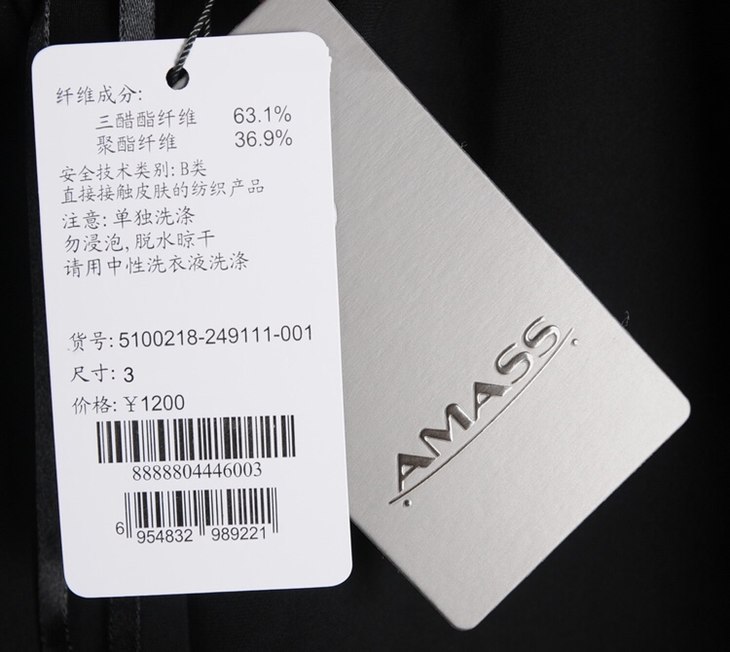 纤维成分:
三醋酯纤维 63.1%
聚酯纤维 36.9%
安全技术类别: B类
直接接触皮肤的纺织产品
注意: 单独洗涤
勿浸泡, 脱水晾干
请用中性洗衣液洗涤
货号: 5100218-249111-001
尺寸: 3
价格: ￥1200
8888804446003
6 954832 989221
AMASS